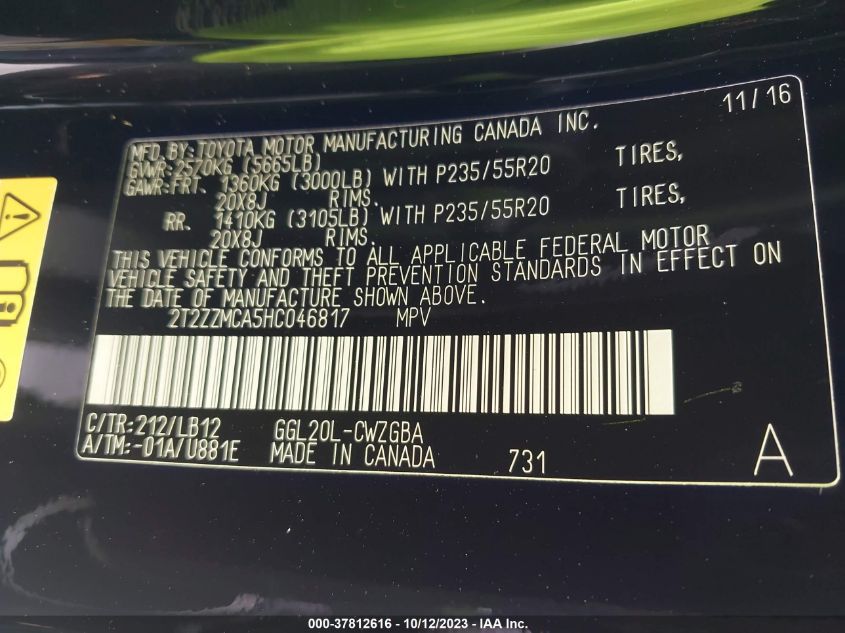 11/16
MFD.BY:TOYOTA MOTOR MANUFACTURING CANADA INC.
GVWR:2570KG (5665LB)
GAWR:FRT. 1360KG (3000LB) WITH P235/55R20 TIRES,
20X8J RIMS.
RR. 1410KG (3105LB) WITH P235/55R20 TIRES,
20X8J RIMS.
THIS VEHICLE CONFORMS TO ALL APPLICABLE FEDERAL MOTOR
VEHICLE SAFETY AND THEFT PREVENTION STANDARDS IN EFFECT ON
THE DATE OF MANUFACTURE SHOWN ABOVE.
2T2ZZMCA5HC046817 MPV
C/TR:212/LB12 GGL20L-CWZGBA
A/TM:-01A/U881E MADE IN CANADA 731 A
000-37812616 - 10/12/2023 - IAA Inc.